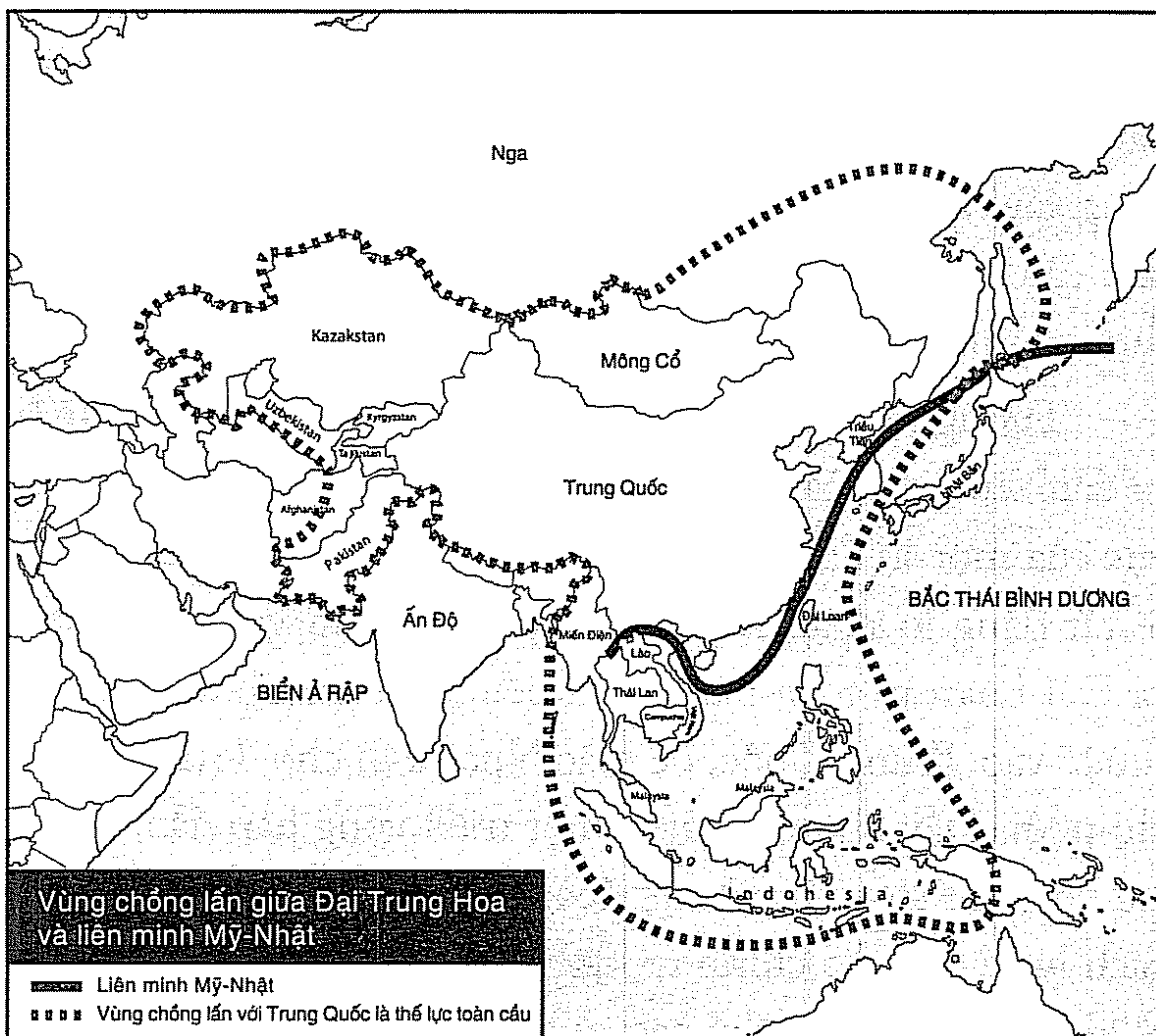 Nga
Kazakstan
Mông Cổ
Uzbekistan
Kyrgyzstan
Triều
Tiên
Nhật Bản
Trung Quốc
Afghanistan
Pakistan
Ấn Độ
Miến Điện
Đài Loan
BẮC THÁI BÌNH DƯƠNG
Lào
BIỂN Ả RẬP
Thái Lan
Campuchia
Malaysia
Malaysia
Indonesia
Vùng chồng lấn giữa Đại Trung Hoa
và liên minh Mỹ-Nhật
Liên minh Mỹ-Nhật
Vùng chồng lấn với Trung Quốc là thế lực toàn cầu